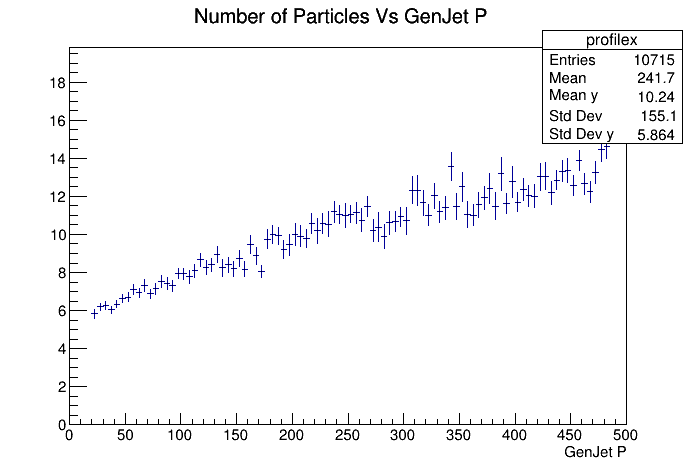 Number of Particles Vs GenJet P
profilex
Entries 10715
Mean 241.7
Mean y 10.24
Std Dev 155.1
Std Dev y 5.864
18
16
14
12
10
8
6
4
2
0
0 50 100 150 200 250 300 350 400 450 500
GenJet P